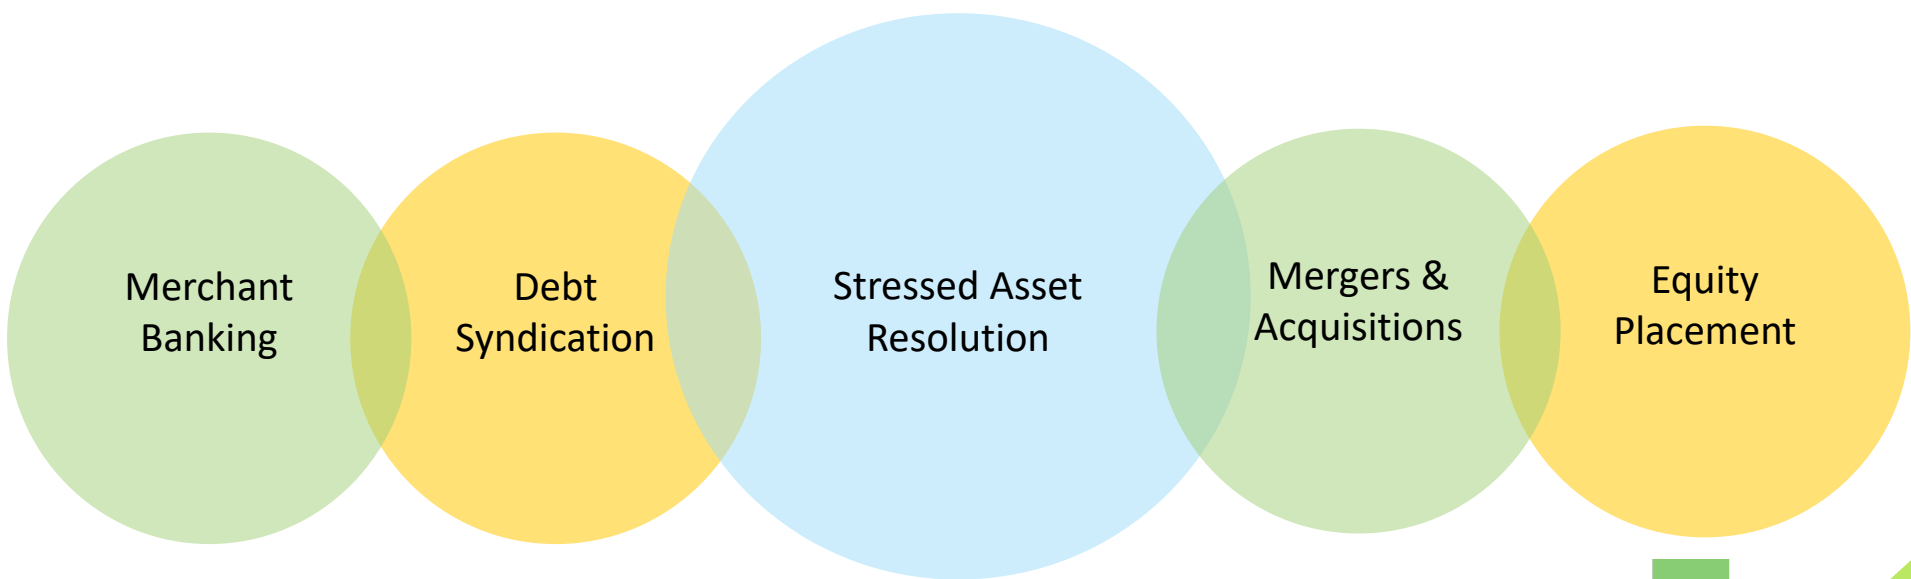 Merchant
Banking
Debt
Syndication
Stressed Asset
Resolution
Mergers &
Acquisitions
Equity
Placement